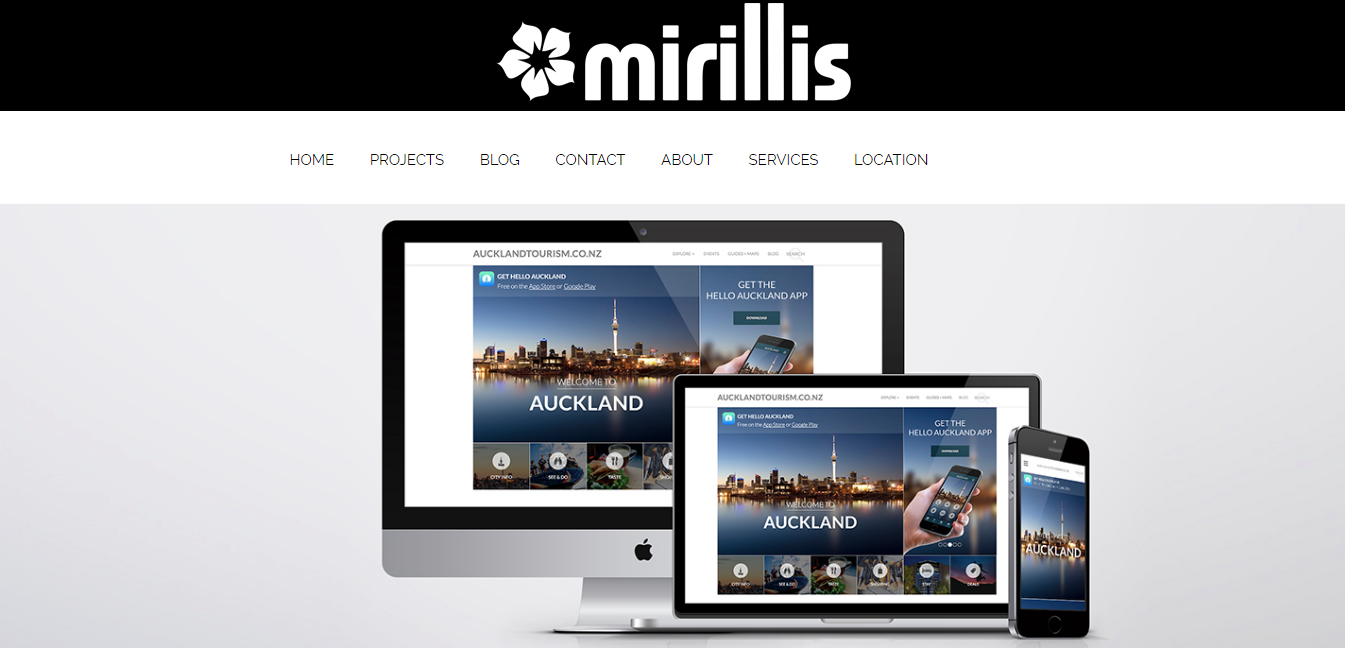 mirillis
HOME PROJECTS BLOG CONTACT ABOUT SERVICES LOCATION
AUCKLANDTOURISM.CO.NZ
EXPLORE EVENTS GUIDES+MAPS BLOG SEARCH
GET HELLO AUCKLAND
Free on the App Store or Google Play
GET THE
HELLO AUCKLAND APP
DOWNLOAD
WELCOME TO
AUCKLAND
CITY INFO SEE & DO TASTE
AUCKLANDTOURISM.CO.NZ
EXPLORE EVENTS GUIDES+MAPS BLOG SEARCH
GET HELLO AUCKLAND
Free on the App Store or Google Play
GET THE
HELLO AUCKLAND APP
DOWNLOAD
WELCOME TO
AUCKLAND
CITY INFO SEE & DO TASTE SHOPPING STAY DEALS
AUCKLAND